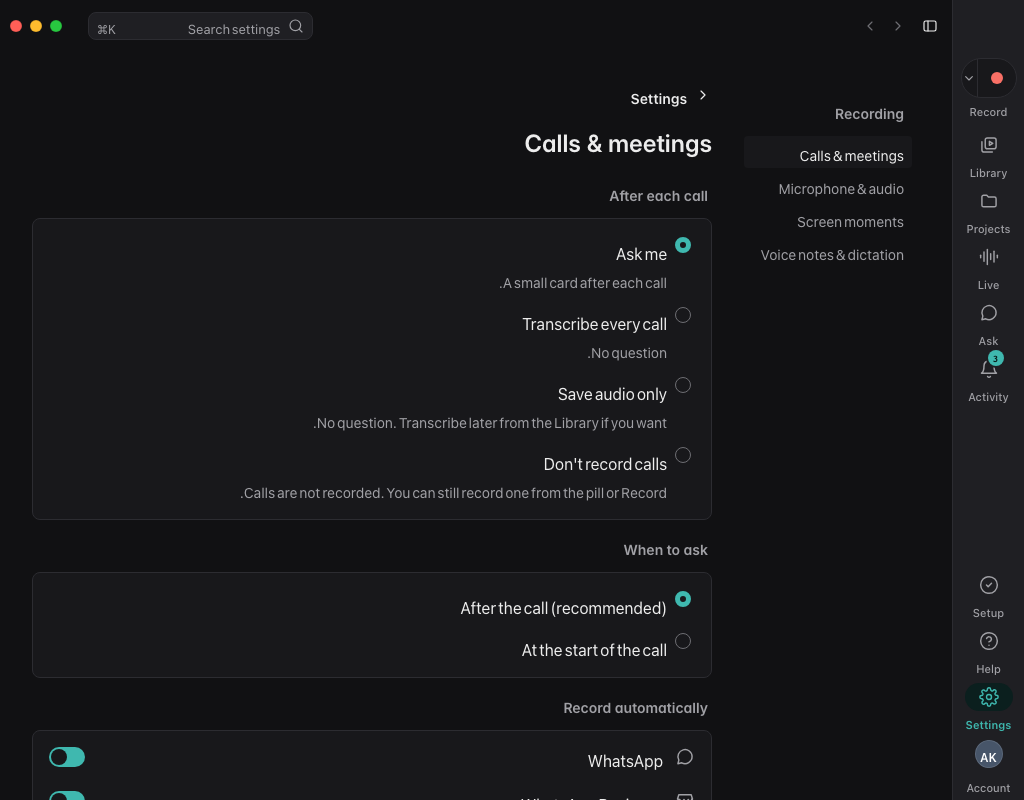 ⌘K
Search settings
Record
Library
Projects
Live
Ask
3
Activity
Setup
Help
Settings
AK
Account
Recording
Calls & meetings
Microphone & audio
Screen moments
Voice notes & dictation
Settings
Calls & meetings
After each call
Ask me
.A small card after each call
Transcribe every call
.No question
Save audio only
.No question. Transcribe later from the Library if you want
Don't record calls
.Calls are not recorded. You can still record one from the pill or Record
When to ask
After the call (recommended)
At the start of the call
Record automatically
WhatsApp